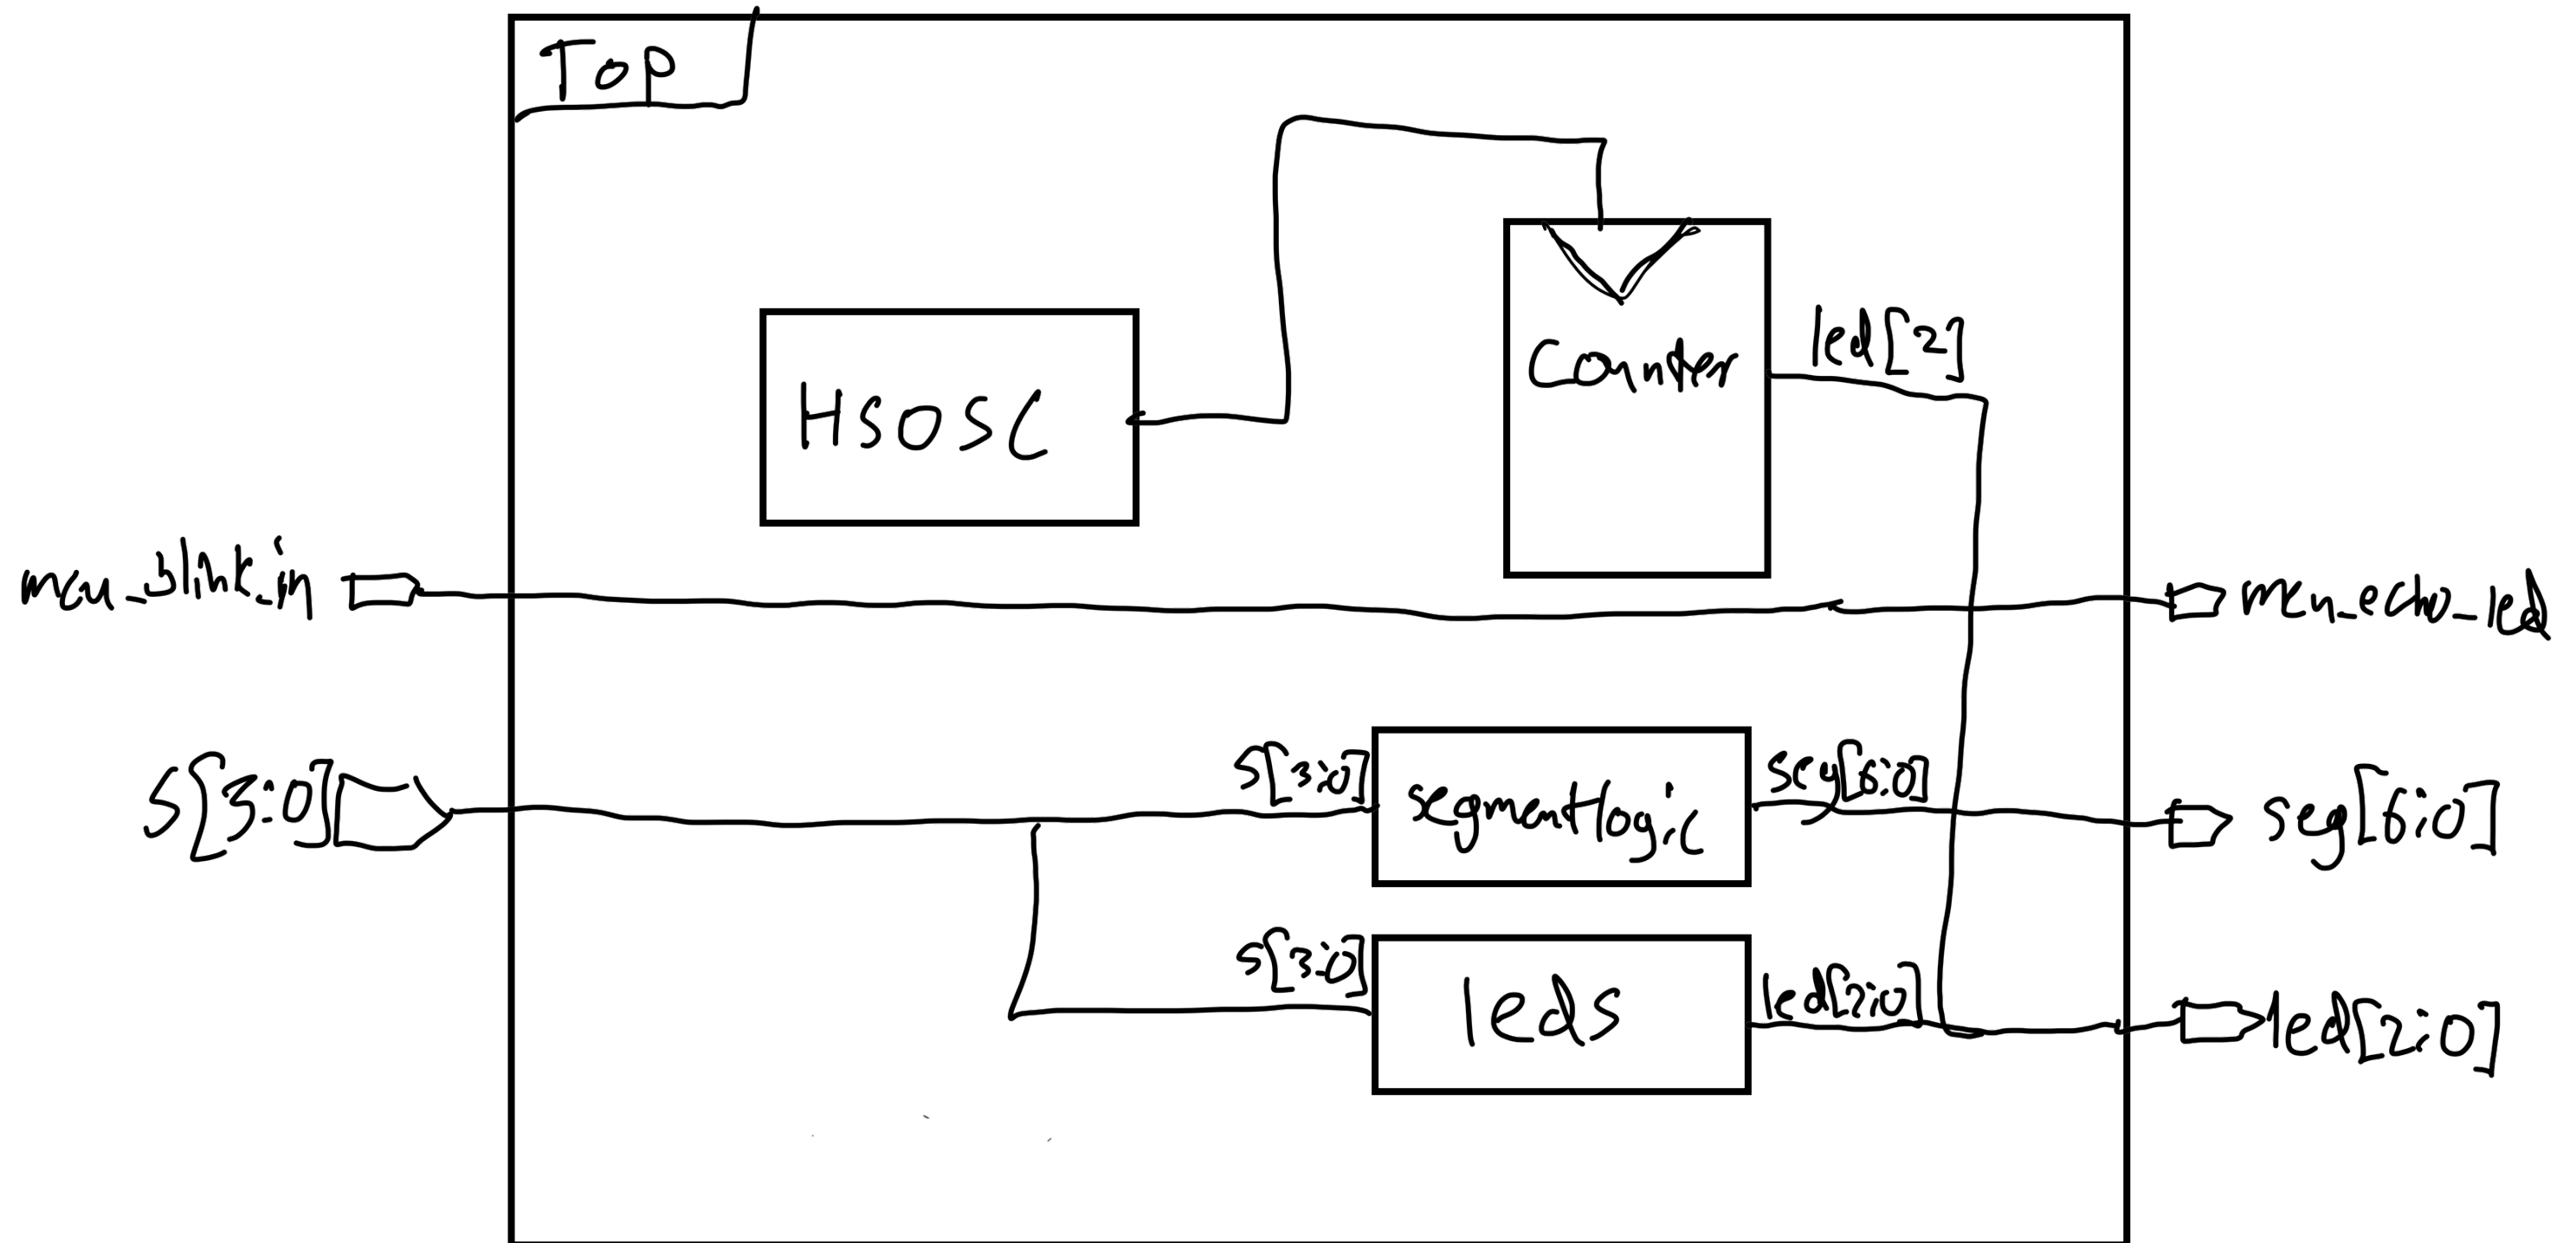 Top
led[2]
Counter
HSOSC
mcu_blink_in
mcu_echo_led
s[3:0]
seg[6:0]
S[3:0]
segmentlogic
seg[6:0]
s[3:0]
led[2:0]
leds
led[2:0]